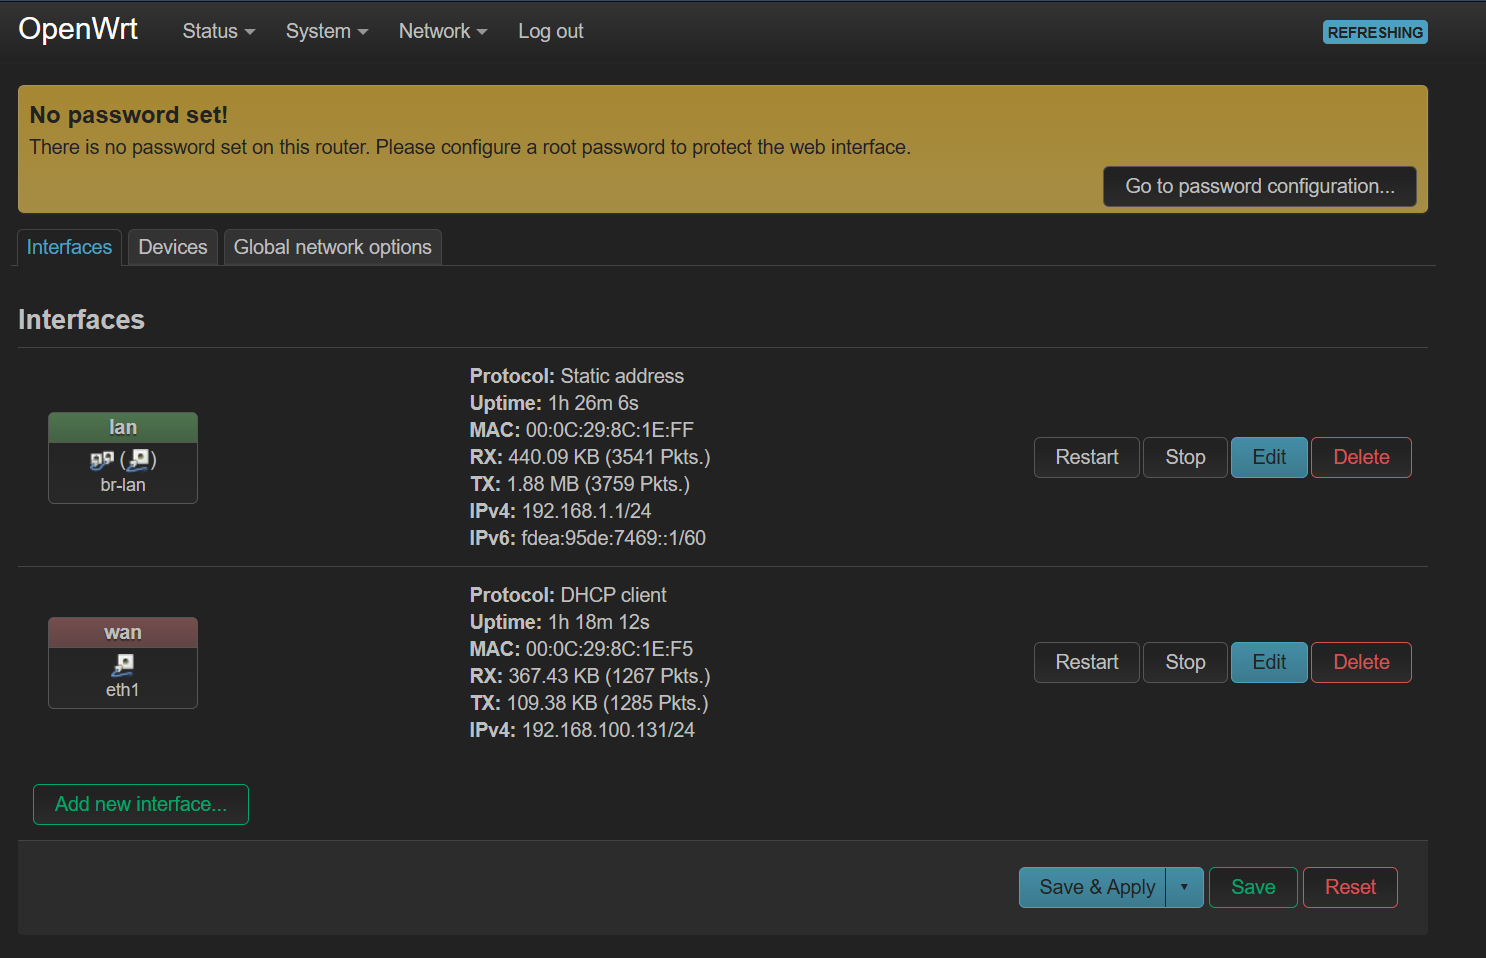 OpenWrt Status System Network Log out REFRESHING
No password set!
There is no password set on this router. Please configure a root password to protect the web interface.
Go to password configuration...
Interfaces Devices Global network options
Interfaces
lan
( )
br-lan
Protocol: Static address
Uptime: 1h 26m 6s
MAC: 00:0C:29:8C:1E:FF
RX: 440.09 KB (3541 Pkts.)
TX: 1.88 MB (3759 Pkts.)
IPv4: 192.168.1.1/24
IPv6: fdea:95de:7469::1/60
Restart Stop Edit Delete
wan
eth1
Protocol: DHCP client
Uptime: 1h 18m 12s
MAC: 00:0C:29:8C:1E:F5
RX: 367.43 KB (1267 Pkts.)
TX: 109.38 KB (1285 Pkts.)
IPv4: 192.168.100.131/24
Restart Stop Edit Delete
Add new interface...
Save & Apply Save Reset